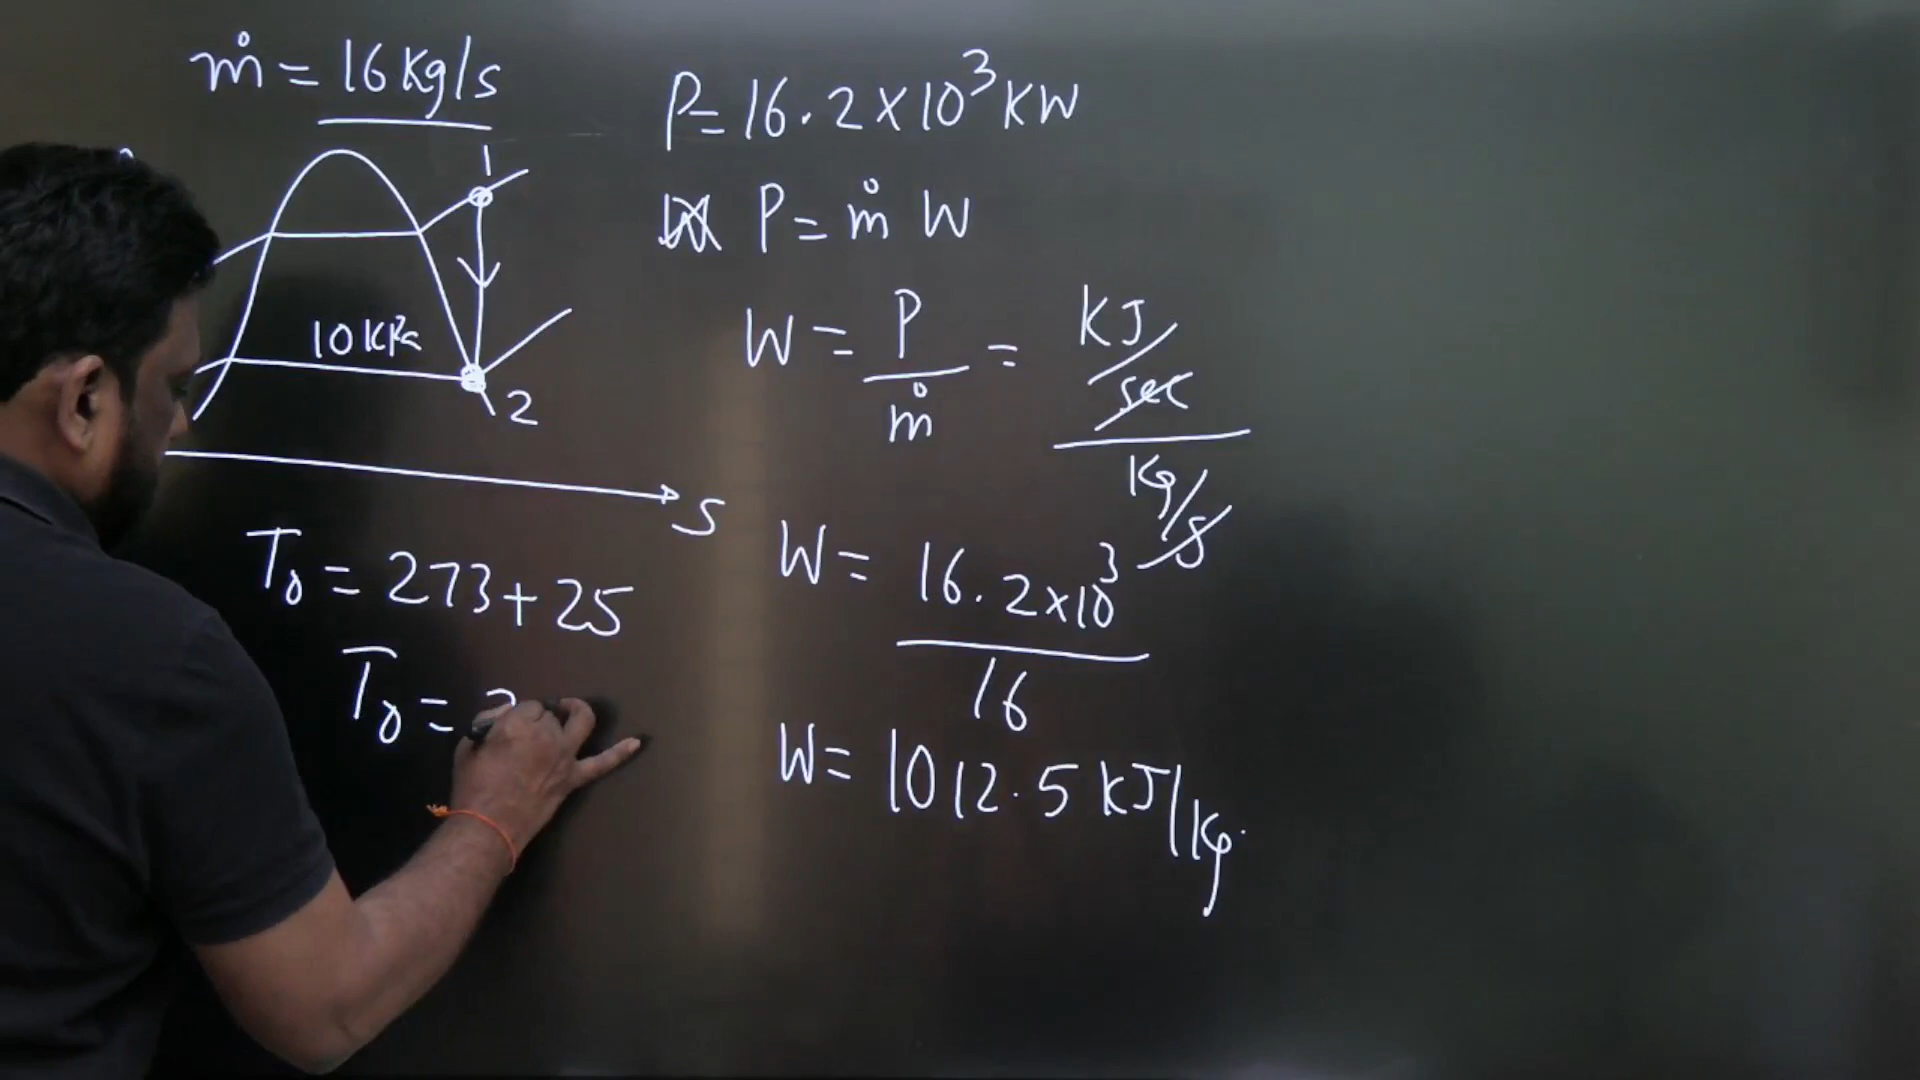 ṁ = 16 Kg/s
1
10 KPa
2
S
T₀ = 273+25
T₀ = 2
P= 16.2×10³ KW
P = ṁ W
W = P/ṁ = KJ/sec / Kg/s
W = 16.2×10³ / 16
W = 1012.5 KJ/Kg.